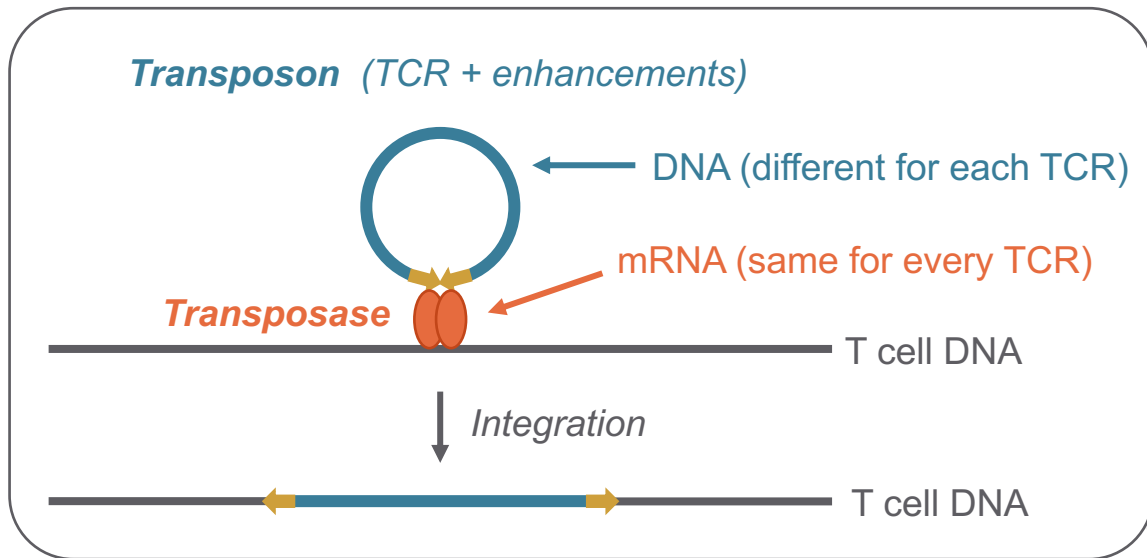 Transposon (TCR + enhancements)
DNA (different for each TCR)
mRNA (same for every TCR)
Transposase
T cell DNA
Integration
T cell DNA